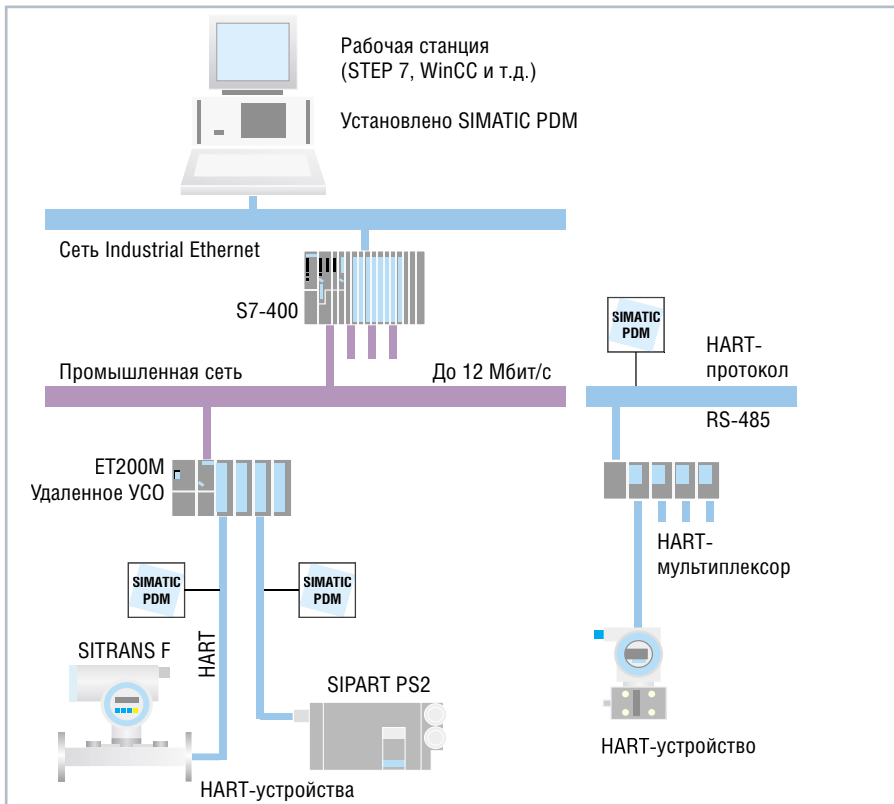 Рабочая станция
(STEP 7, WinCC и т.д.)
Установлено SIMATIC PDM
Сеть Industrial Ethernet
S7-400
SIMATIC
PDM
HART-
протокол
Промышленная сеть
До 12 Мбит/с
RS-485
ET200M
Удаленное УСО
HART-
мультиплексор
SIMATIC
PDM
SIMATIC
PDM
SITRANS F
HART
SIPART PS2
HART-устройство
HART-устройства